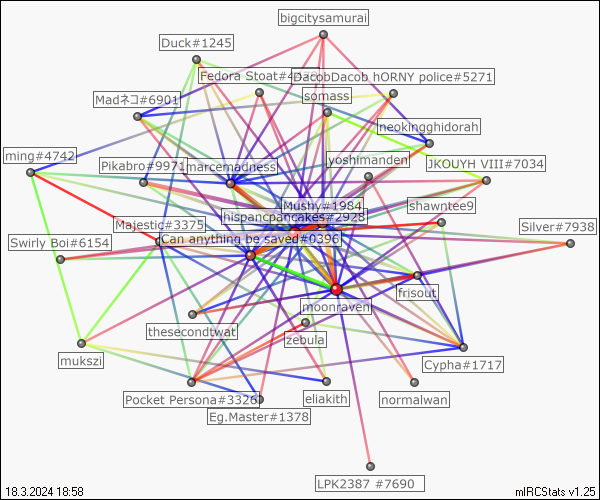 bigcitysamurai
Duck#1245
Fedora
DacobDacob hORNY police#5271
Madネコ#6901
somass
neokingghidorah
ming#4742
Pikabro#9971
marcemadness
yoshimanden
JKOUYH VIII#7034
Mushy#1984
hispancpancakes#2928
shawntee9
Majestic#3375
Silver#7938
Swirly Boi#6154
Can anything be saved#0396
frisout
moonraven
thesecondtwat
zebula
mukszi
Cypha#1717
Pocket Persona#3326
eliakith
normalwan
Eg.Master#1378
LPK2387 #7690
18.3.2024 18:58
mIRCStats v1.25